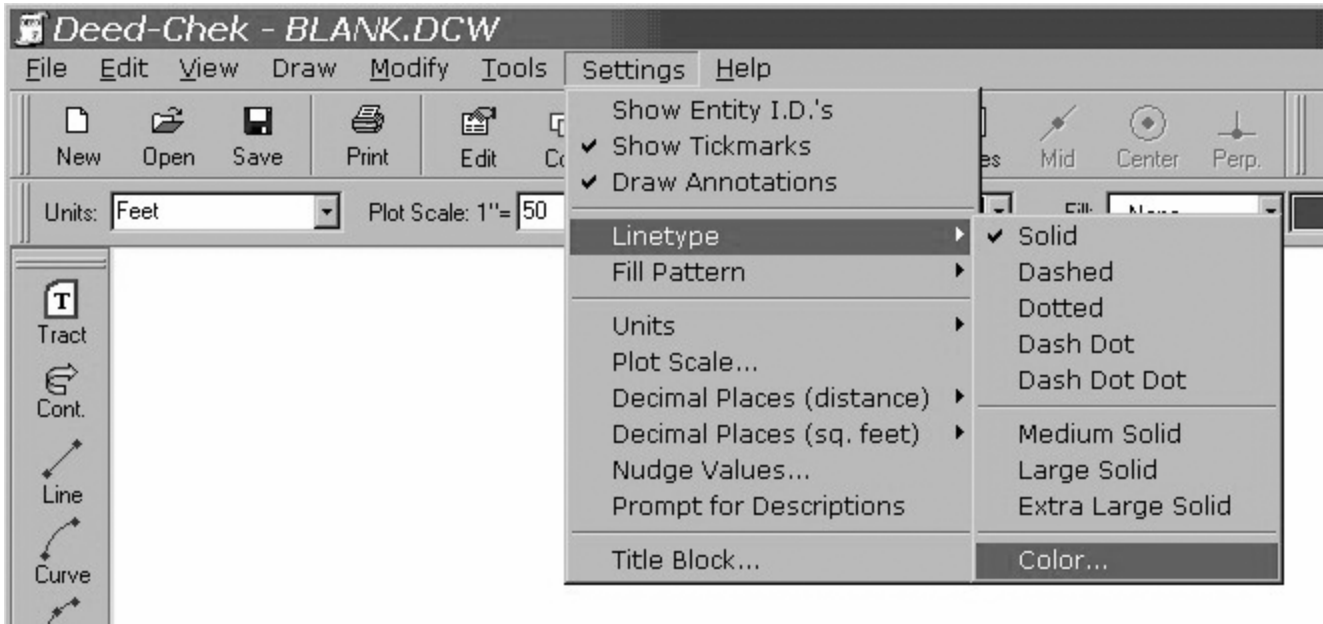 Deed-Chek - BLANK.DCW
File Edit View Draw Modify Tools Settings Help
New Open Save Print Edit Mid Center Perp.
Units: Feet Plot Scale: 1"= 50 Fill: None
Show Entity I.D.'s
✔ Show Tickmarks
✔ Draw Annotations
Linetype
Fill Pattern
Units
Plot Scale...
Decimal Places (distance)
Decimal Places (sq. feet)
Nudge Values...
Prompt for Descriptions
Title Block...
✔ Solid
Dashed
Dotted
Dash Dot
Dash Dot Dot
Medium Solid
Large Solid
Extra Large Solid
Color...
T
Tract
Cont.
Line
Curve